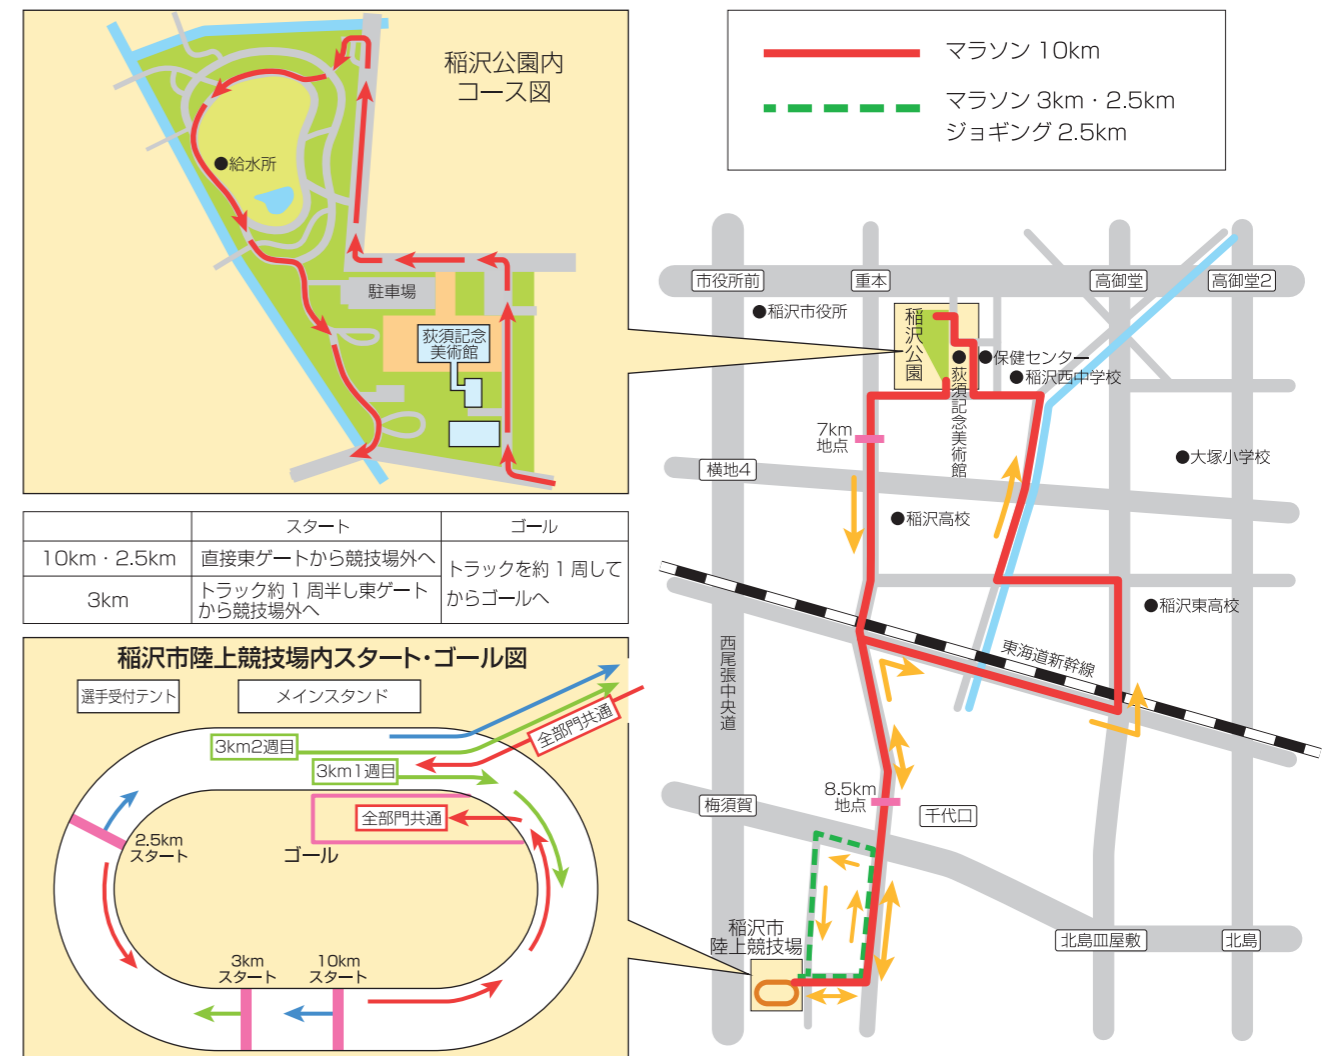 稲沢公園内
コース図
給水所
駐車場
荻須記念
美術館
マラソン 10km
マラソン 3km・2.5km
ジョギング 2.5km
スタート
ゴール
10km・2.5km
直接東ゲートから競技場外へ
トラックを約 1 周して
からゴールへ
3km
トラック約 1 周半し東ゲート
から競技場外へ
稲沢市陸上競技場内スタート・ゴール図
選手受付テント
メインスタンド
3km2週目
全部門共通
3km1週目
全部門共通
2.5km
スタート
ゴール
3km
スタート
10km
スタート
市役所前
重本
高御堂
高御堂2
稲沢市役所
稲沢公園
保健センター
稲沢西中学校
荻須記念美術館
7km
地点
横地4
大塚小学校
稲沢高校
稲沢東高校
東海道新幹線
西尾張中央道
8.5km
地点
梅須賀
千代口
稲沢市
陸上競技場
北島皿屋敷
北島